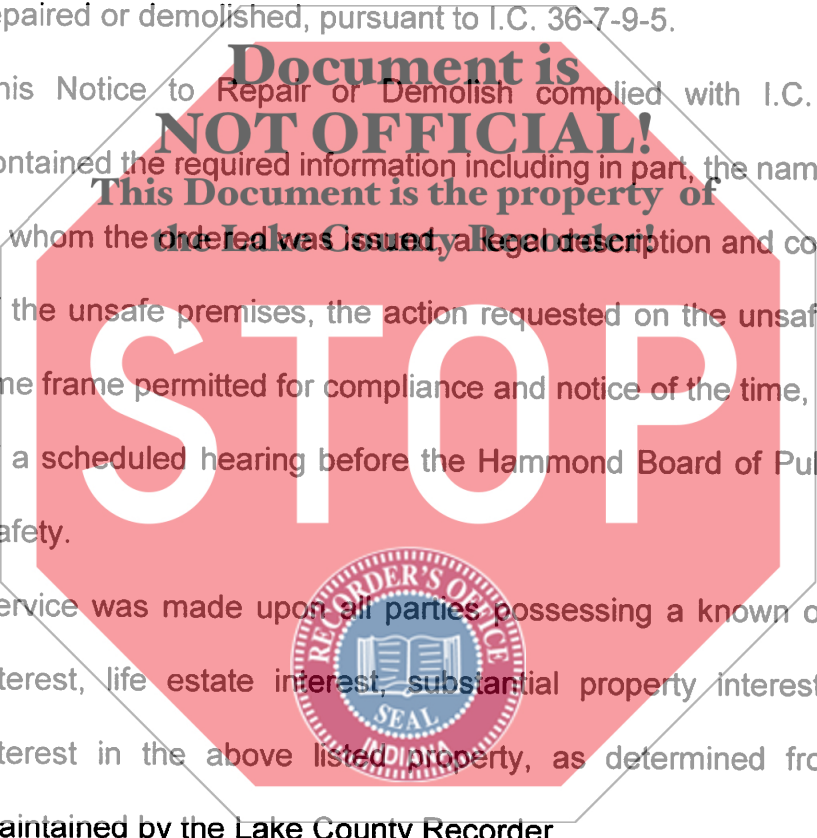 epaired or demolished, pursuant to I.C. 36-7-9-5.
Document is
his Notice to Repair or Demolish complied with I.C.
NOT OFFICIAL!
ontained the required information including in part, the nam
This Document is the property of
the Lake County Recorder!
whom the ordered was issued, a legal description and co
the unsafe premises, the action requested on the unsaf
me frame permitted for compliance and notice of the time,
STOP
a scheduled hearing before the Hammond Board of Pul
afety.
RECORDER'S OFFICE
ervice was made upon all parties possessing a known o
terest, life estate interest, substantial property interest
SEAL
INDIANA
terest in the above listed property, as determined fro
aintained by the Lake County Recorder